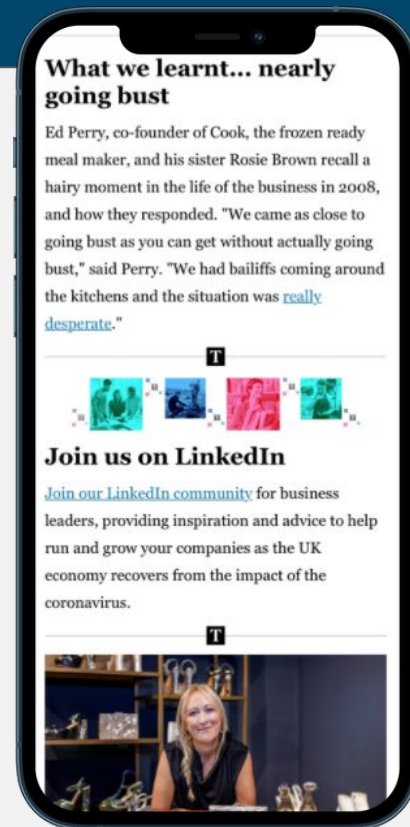 What we learnt... nearly
going bust
Ed Perry, co-founder of Cook, the frozen ready
meal maker, and his sister Rosie Brown recall a
hairy moment in the life of the business in 2008,
and how they responded. "We came as close to
going bust as you can get without actually going
bust," said Perry. "We had bailiffs coming around
the kitchens and the situation was really
desperate."
T
Join us on LinkedIn
Join our LinkedIn community for business
leaders, providing inspiration and advice to help
run and grow your companies as the UK
economy recovers from the impact of the
coronavirus.
T